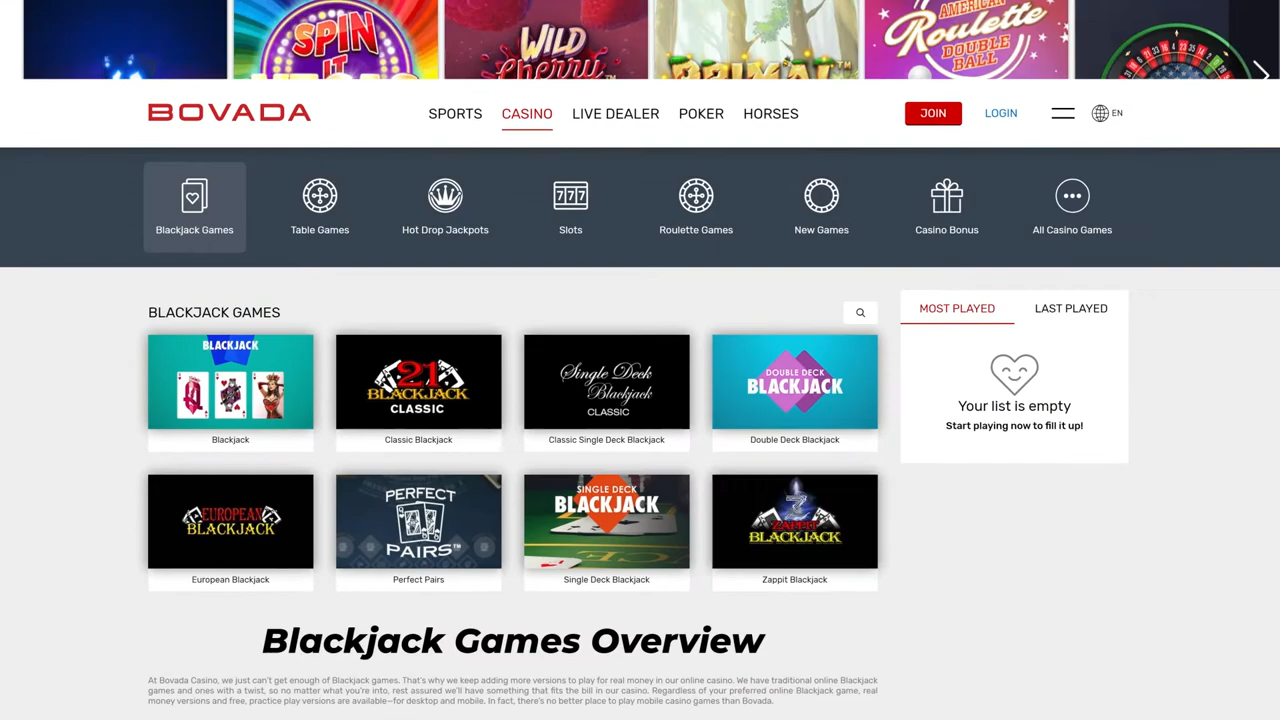 SPIN
IT
WILD
Cherry™
PRIMAL™
AMERICAN
Roulette
DOUBLE
BALL
BOVADA
SPORTS CASINO LIVE DEALER POKER HORSES JOIN LOGIN EN
777
Blackjack Games Table Games Hot Drop Jackpots Slots Roulette Games New Games Casino Bonus All Casino Games
BLACKJACK GAMES
MOST PLAYED LAST PLAYED
Your list is empty
Start playing now to fill it up!
BLACKJACK
21
BLACKJACK
CLASSIC
Single Deck
Blackjack
CLASSIC
DOUBLE DECK
BLACKJACK
Blackjack Classic Blackjack Classic Single Deck Blackjack Double Deck Blackjack
EUROPEAN
BLACKJACK
PERFECT
PAIRS™
SINGLE DECK
BLACKJACK
7
ZAPPIT
BLACKJACK
European Blackjack Perfect Pairs Single Deck Blackjack Zappit Blackjack
Blackjack Games Overview
At Bovada Casino, we just can't get enough of Blackjack games. That's why we keep adding more versions to play for real money in our online casino. We have traditional online Blackjack
games and ones with a twist, so no matter what you're into, rest assured we'll have something that fits the bill in our casino. Regardless of your preferred online Blackjack game, real
money versions and free, practice play versions are available—for desktop and mobile. In fact, there's no better place to play mobile casino games than Bovada.